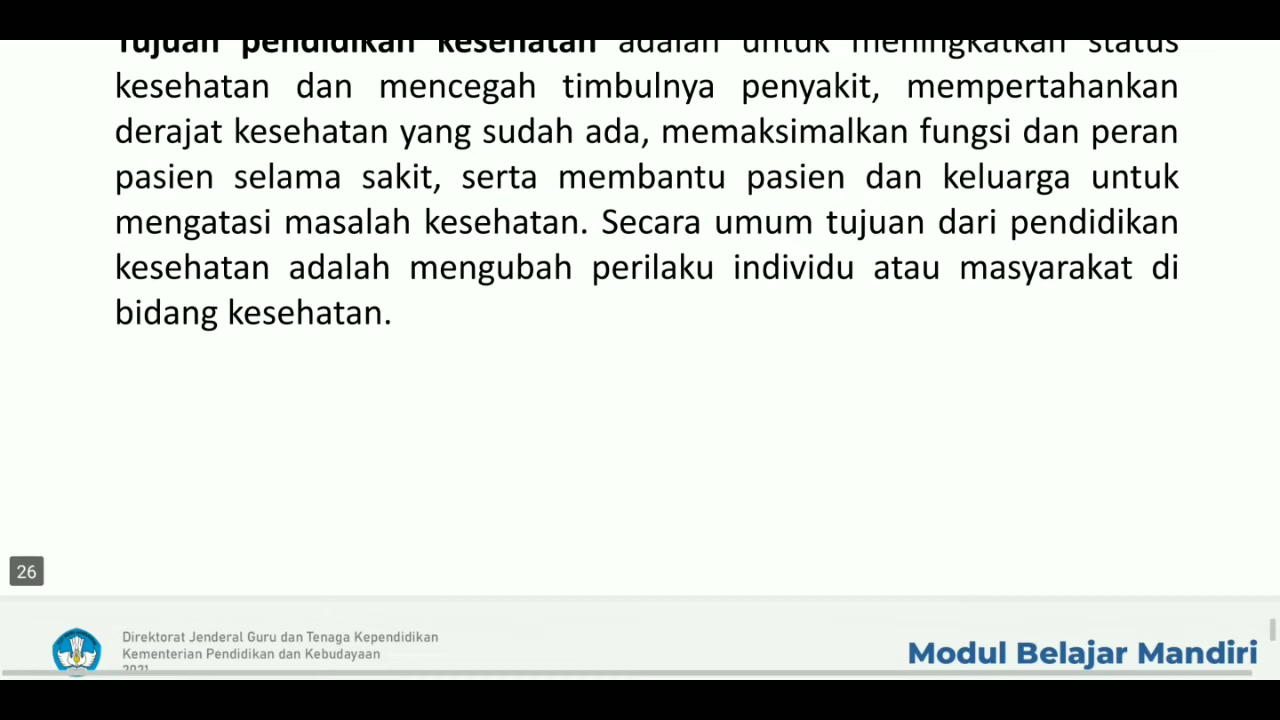 Tujuan pendidikan kesehatan adalah untuk meningkatkan status
kesehatan dan mencegah timbulnya penyakit, mempertahankan
derajat kesehatan yang sudah ada, memaksimalkan fungsi dan peran
pasien selama sakit, serta membantu pasien dan keluarga untuk
mengatasi masalah kesehatan. Secara umum tujuan dari pendidikan
kesehatan adalah mengubah perilaku individu atau masyarakat di
bidang kesehatan.
26
Direktorat Jenderal Guru dan Tenaga Kependidikan
Kementerian Pendidikan dan Kebudayaan
2021
Modul Belajar Mandiri